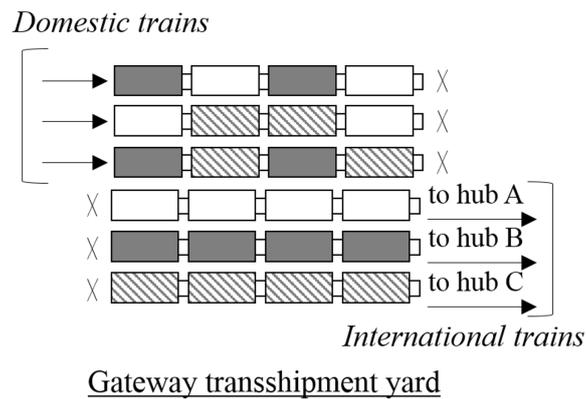 Domestic trains
to hub A
to hub B
to hub C
International trains
Gateway transshipment yard